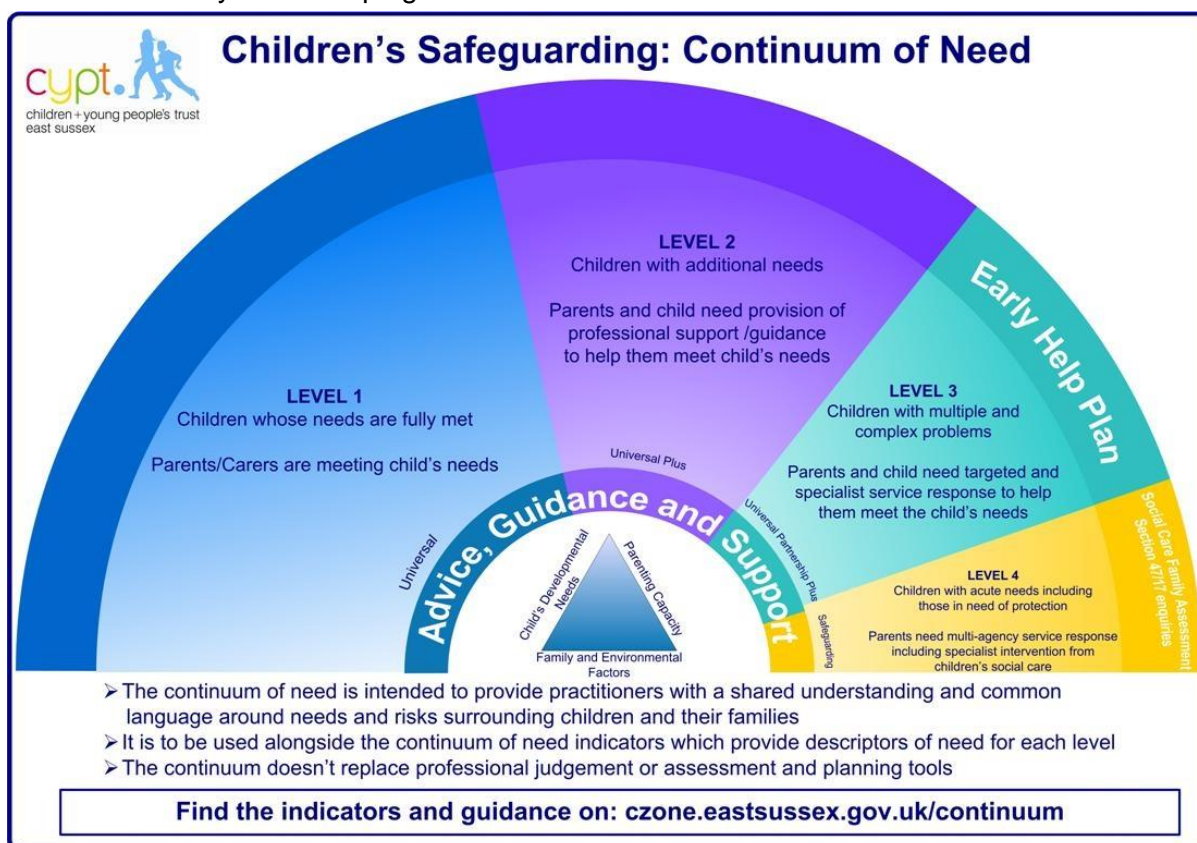 Children's Safeguarding: Continuum of Need
cypt.
children + young people's trust
east sussex
LEVEL 1
Children whose needs are fully met
Parents/Carers are meeting child's needs
LEVEL 2
Children with additional needs
Parents and child need provision of
professional support /guidance
to help them meet child's needs
LEVEL 3
Children with multiple and
complex problems
Parents and child need targeted and
specialist service response to help
them meet the child's needs
LEVEL 4
Children with acute needs including
those in need of protection
Parents need multi-agency service response
including specialist intervention from
children's social care
Early Help Plan
Social Care Family Assessment
Section 47/17 enquiries
Universal
Universal Plus
Universal Partnership Plus
Safeguarding
Advice, Guidance and Support
Child's Developmental
Needs
Parenting Capacity
Family and Environmental
Factors
➢ The continuum of need is intended to provide practitioners with a shared understanding and common
language around needs and risks surrounding children and their families
➢ It is to be used alongside the continuum of need indicators which provide descriptors of need for each level
➢ The continuum doesn't replace professional judgement or assessment and planning tools
Find the indicators and guidance on: czone.eastsussex.gov.uk/continuum